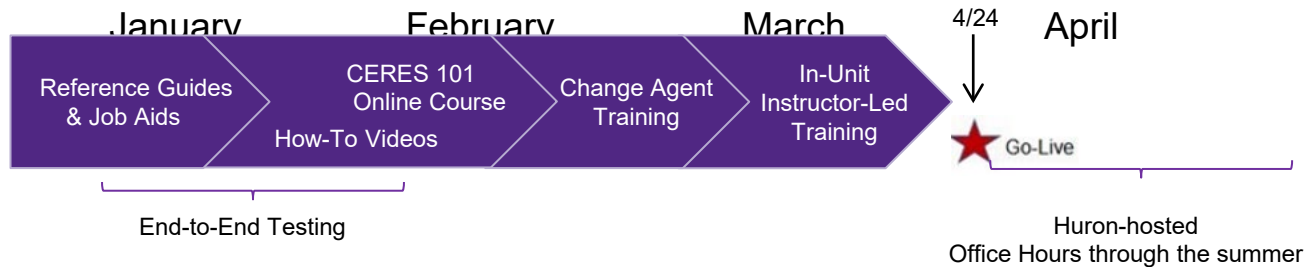 January
February
March
4/24
April
Reference Guides
& Job Aids
CERES 101
Online Course
How-To Videos
Change Agent
Training
In-Unit
Instructor-Led
Training
Go-Live
End-to-End Testing
Huron-hosted
Office Hours through the summer